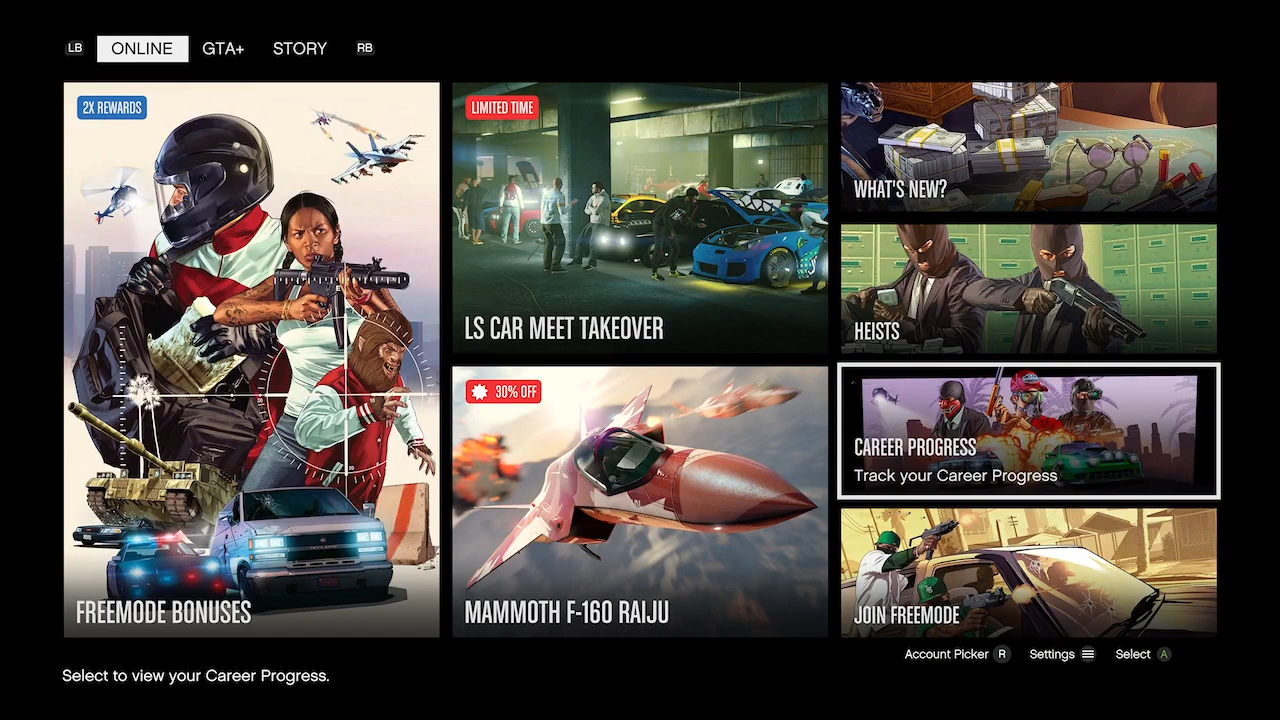 LB ONLINE GTA+ STORY RB
2X REWARDS
FREEMODE BONUSES
LIMITED TIME
LS CAR MEET TAKEOVER
30% OFF
MAMMOTH F-160 RAIJU
WHAT'S NEW?
HEISTS
CAREER PROGRESS
Track your Career Progress
JOIN FREEMODE
Account Picker R Settings Select A
Select to view your Career Progress.